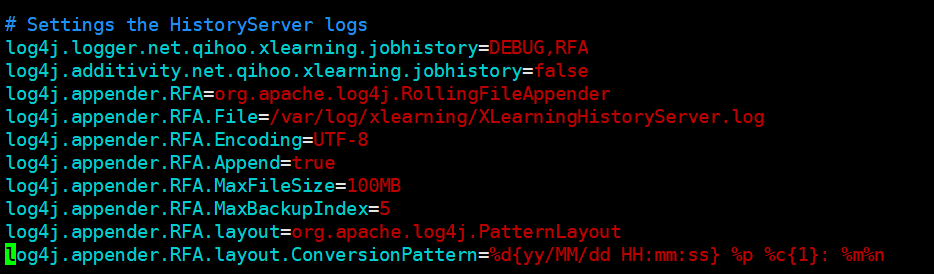 # Settings the HistoryServer logs
log4j.logger.net.qihoo.xlearning.jobhistory=DEBUG,RFA
log4j.additivity.net.qihoo.xlearning.jobhistory=false
log4j.appender.RFA=org.apache.log4j.RollingFileAppender
log4j.appender.RFA.File=/var/log/xlearning/XLearningHistoryServer.log
log4j.appender.RFA.Encoding=UTF-8
log4j.appender.RFA.Append=true
log4j.appender.RFA.MaxFileSize=100MB
log4j.appender.RFA.MaxBackupIndex=5
log4j.appender.RFA.layout=org.apache.log4j.PatternLayout
log4j.appender.RFA.layout.ConversionPattern=%d{yy/MM/dd HH:mm:ss} %p %c{1}: %m%n